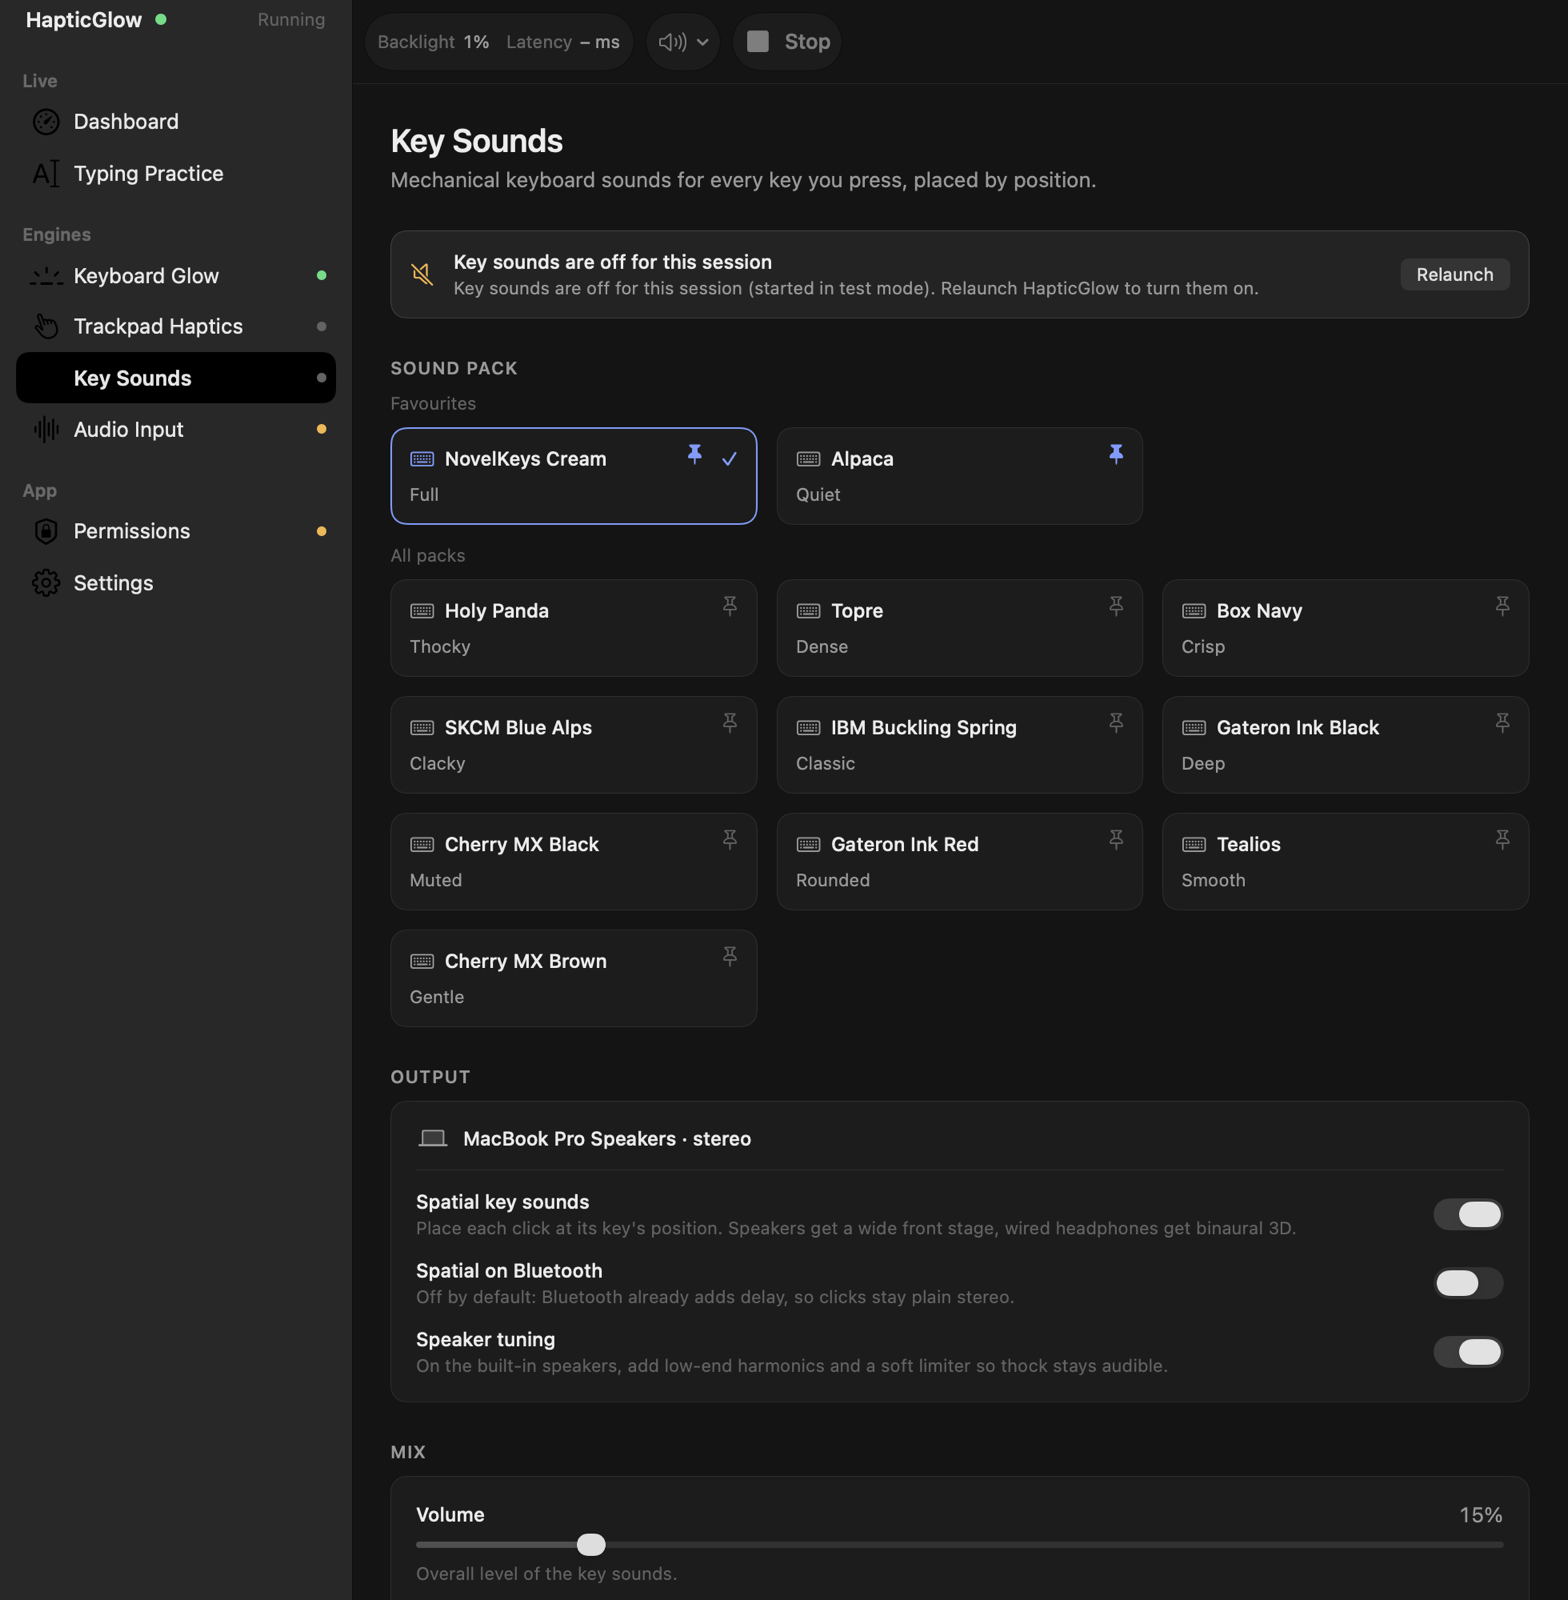 HapticGlow
Running
Live
Dashboard
Typing Practice
Engines
Keyboard Glow
Trackpad Haptics
Key Sounds
Audio Input
App
Permissions
Settings
Backlight 1% Latency – ms
Stop
Key Sounds
Mechanical keyboard sounds for every key you press, placed by position.
Key sounds are off for this session
Key sounds are off for this session (started in test mode). Relaunch HapticGlow to turn them on.
Relaunch
SOUND PACK
Favourites
NovelKeys Cream
Full
Alpaca
Quiet
All packs
Holy Panda
Thocky
Topre
Dense
Box Navy
Crisp
SKCM Blue Alps
Clacky
IBM Buckling Spring
Classic
Gateron Ink Black
Deep
Cherry MX Black
Muted
Gateron Ink Red
Rounded
Tealios
Smooth
Cherry MX Brown
Gentle
OUTPUT
MacBook Pro Speakers · stereo
Spatial key sounds
Place each click at its key's position. Speakers get a wide front stage, wired headphones get binaural 3D.
Spatial on Bluetooth
Off by default: Bluetooth already adds delay, so clicks stay plain stereo.
Speaker tuning
On the built-in speakers, add low-end harmonics and a soft limiter so thock stays audible.
MIX
Volume
15%
Overall level of the key sounds.